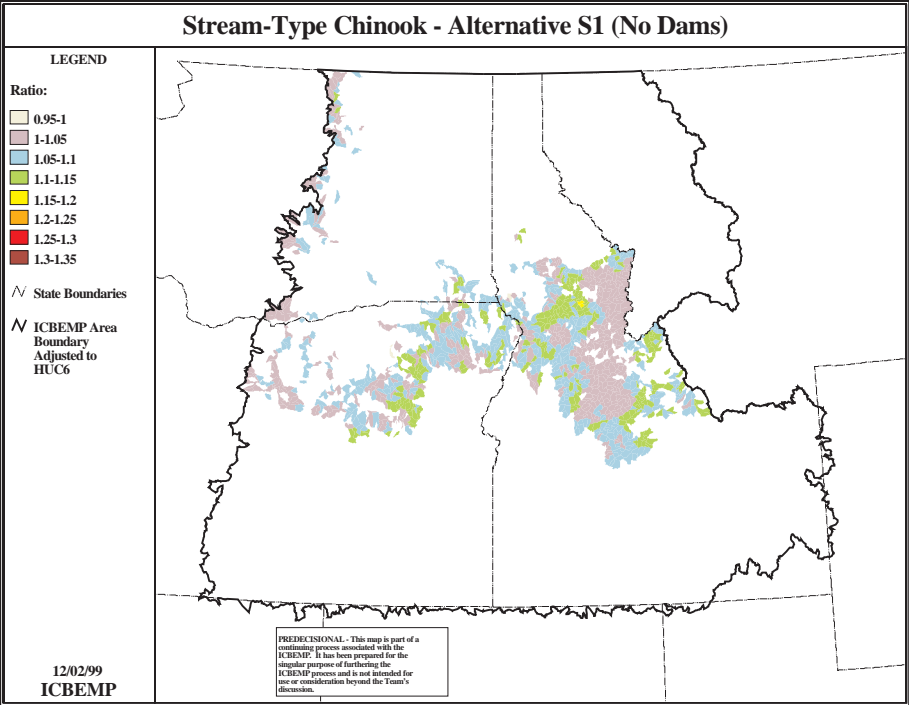 Stream-Type Chinook - Alternative S1 (No Dams)
LEGEND
Ratio:
0.95-1
1-1.05
1.05-1.1
1.1-1.15
1.15-1.2
1.2-1.25
1.25-1.3
1.3-1.35
State Boundaries
ICBEMP Area
Boundary
Adjusted to
HUC6
12/02/99
ICBEMP
PREDECISIONAL - This map is part of a
continuing process associated with the
ICBEMP. It has been prepared for the
singular purpose of furthering the
ICBEMP process and is not intended for
use or consideration beyond the Team's
discussion.